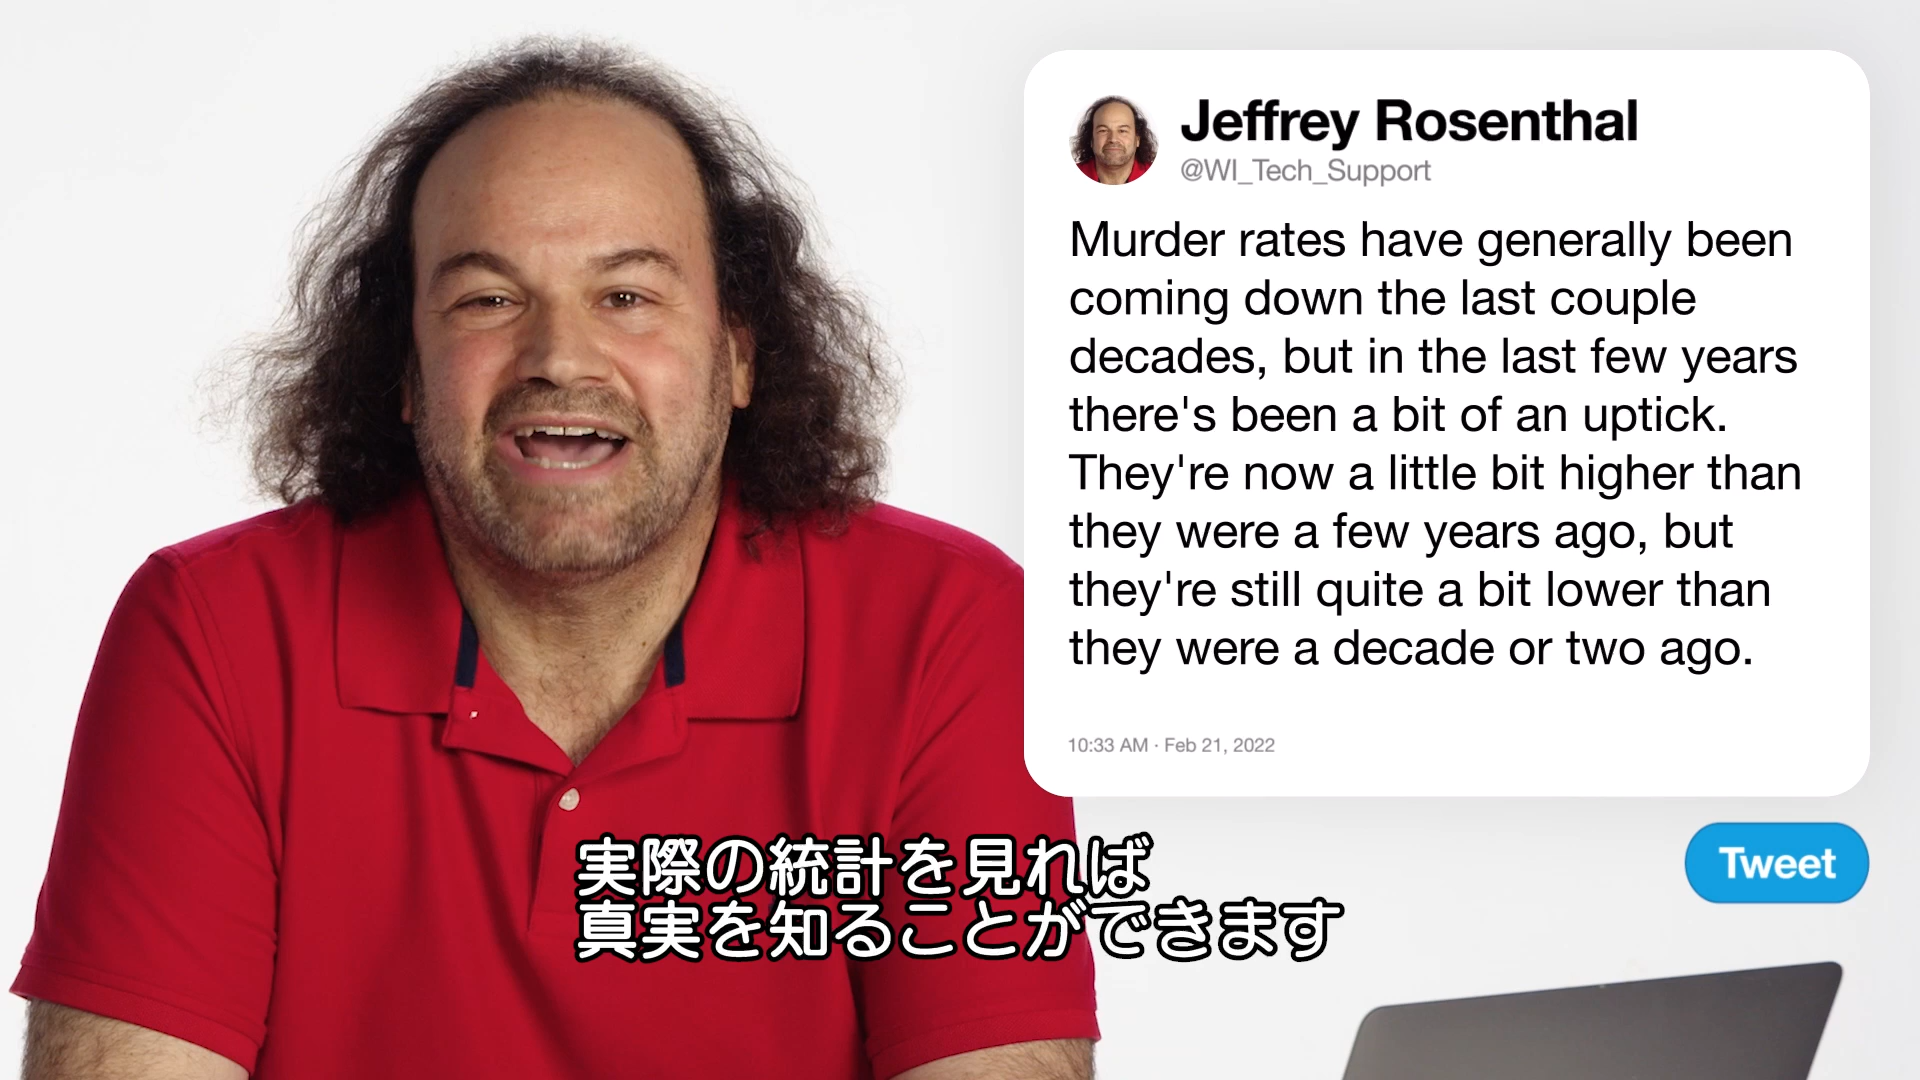 Jeffrey Rosenthal
@WI_Tech_Support
Murder rates have generally been
coming down the last couple
decades, but in the last few years
there's been a bit of an uptick.
They're now a little bit higher than
they were a few years ago, but
they're still quite a bit lower than
they were a decade or two ago.
10:33 AM · Feb 21, 2022
Tweet
実際の統計を見れば
真実を知ることができます